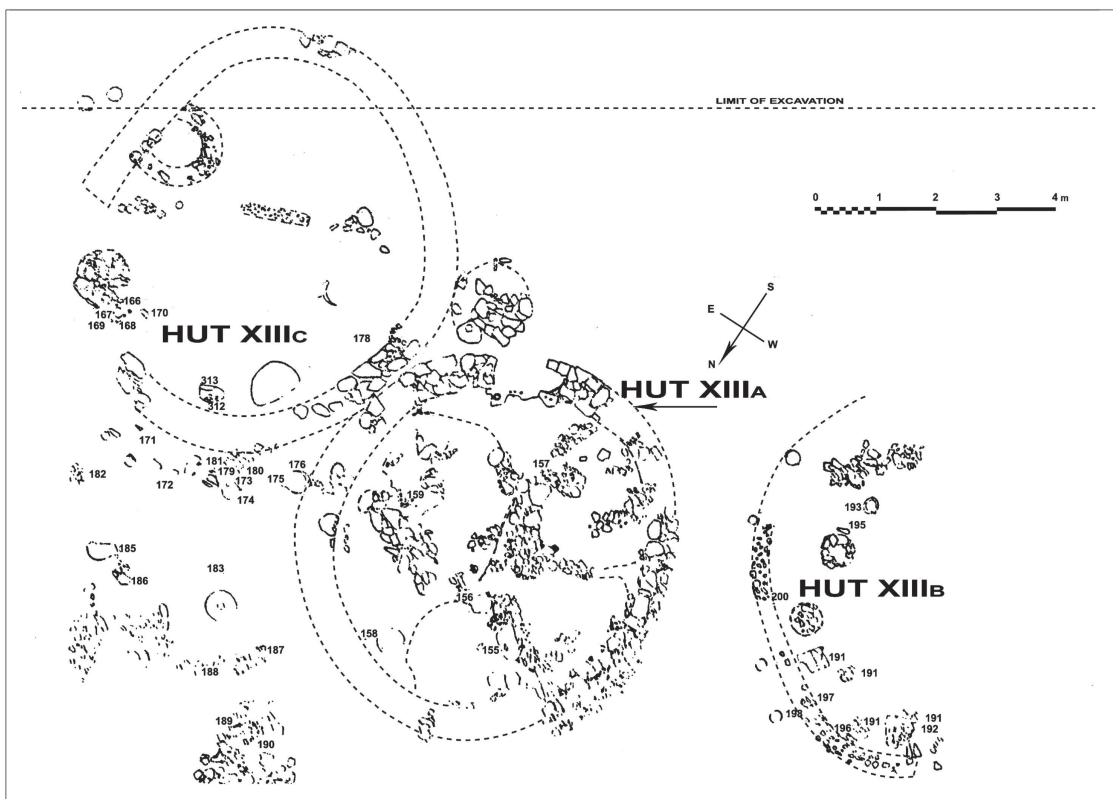 LIMIT OF EXCAVATION
0 1 2 3 4 m
S
E
W
N
166
167 170
169 168
HUT XIIIC
178
313
312
HUT XIIIA
171
181 180
182 179 176
172 173 175
174
157
159
193
195
185
186
183
HUT XIIIB
200
156
158
155
187
188
191
191
197
198 196 191 191
192
189
190